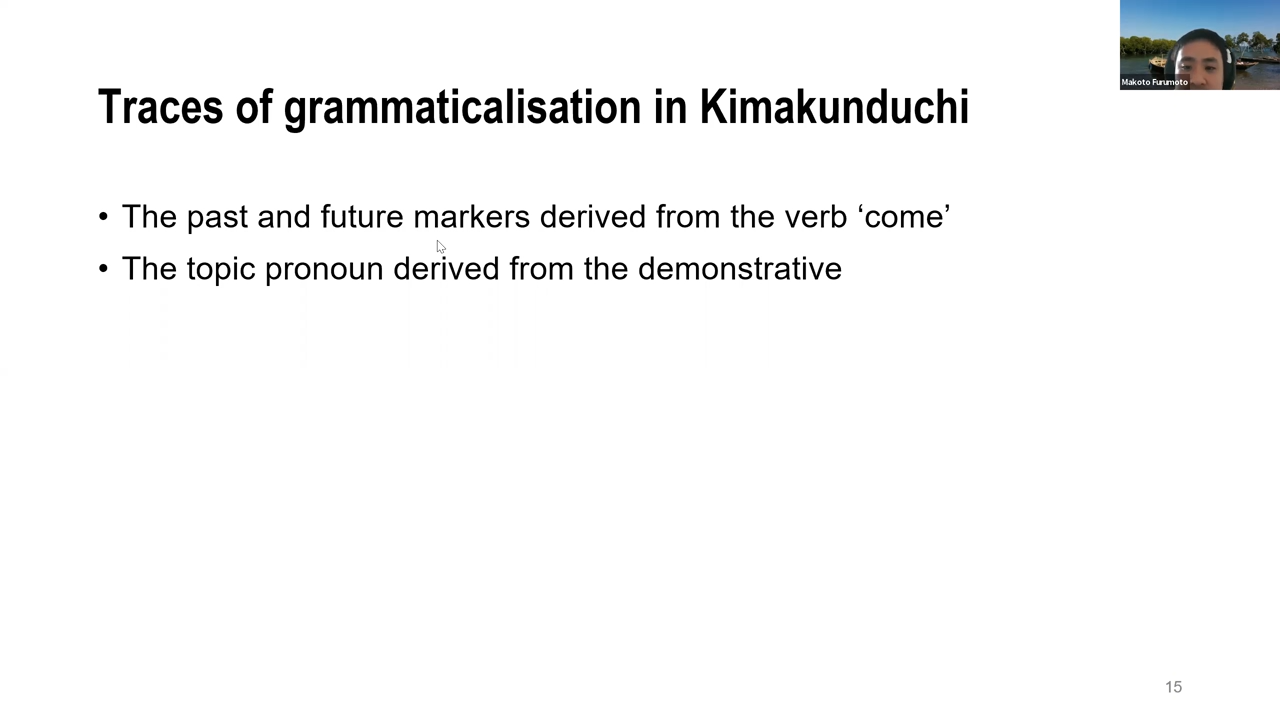 Makoto Furumoto
Traces of grammaticalisation in Kimakunduchi
• The past and future markers derived from the verb ‘come’
• The topic pronoun derived from the demonstrative
15